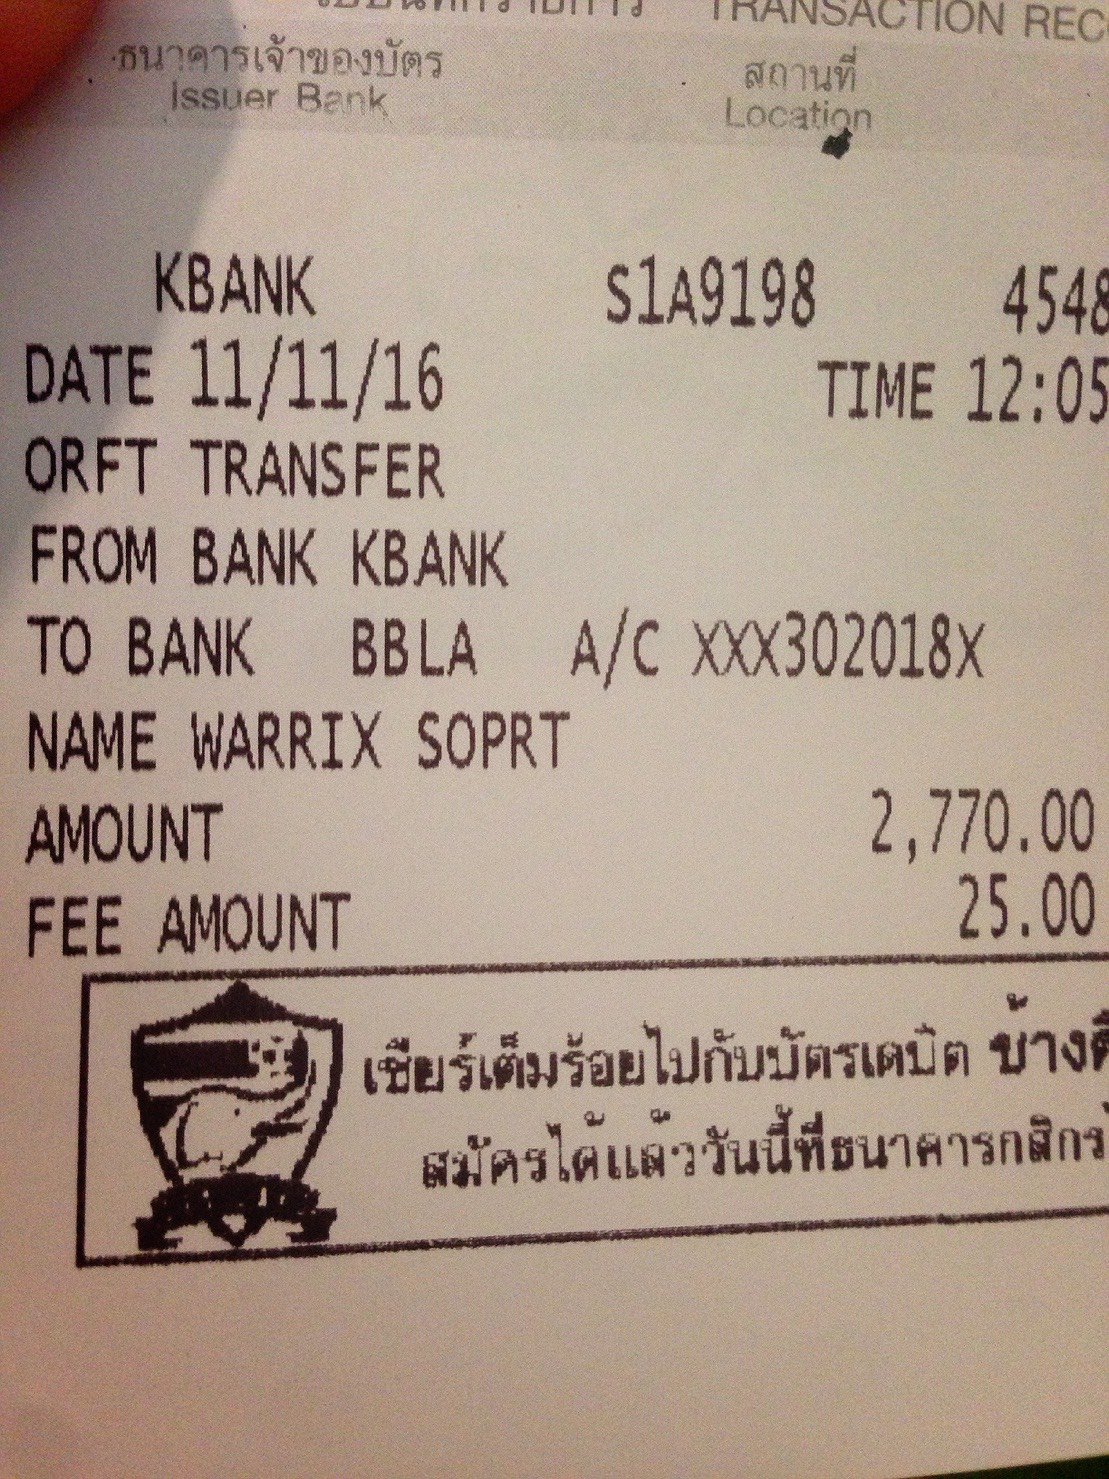 TRANSACTION REC
ธนาคารเจ้าของบัตร สถานที่
Issuer Bank Location
KBANK S1A9198 4548
DATE 11/11/16 TIME 12:05
ORFT TRANSFER
FROM BANK KBANK
TO BANK BBLA A/C XXX302018X
NAME WARRIX SOPRT
AMOUNT 2,770.00
FEE AMOUNT 25.00
เชียร์เต็มร้อยไปกับบัตรเดบิต ช้างศึ
สมัครได้แล้ววันนี้ที่ธนาคารกสิกร